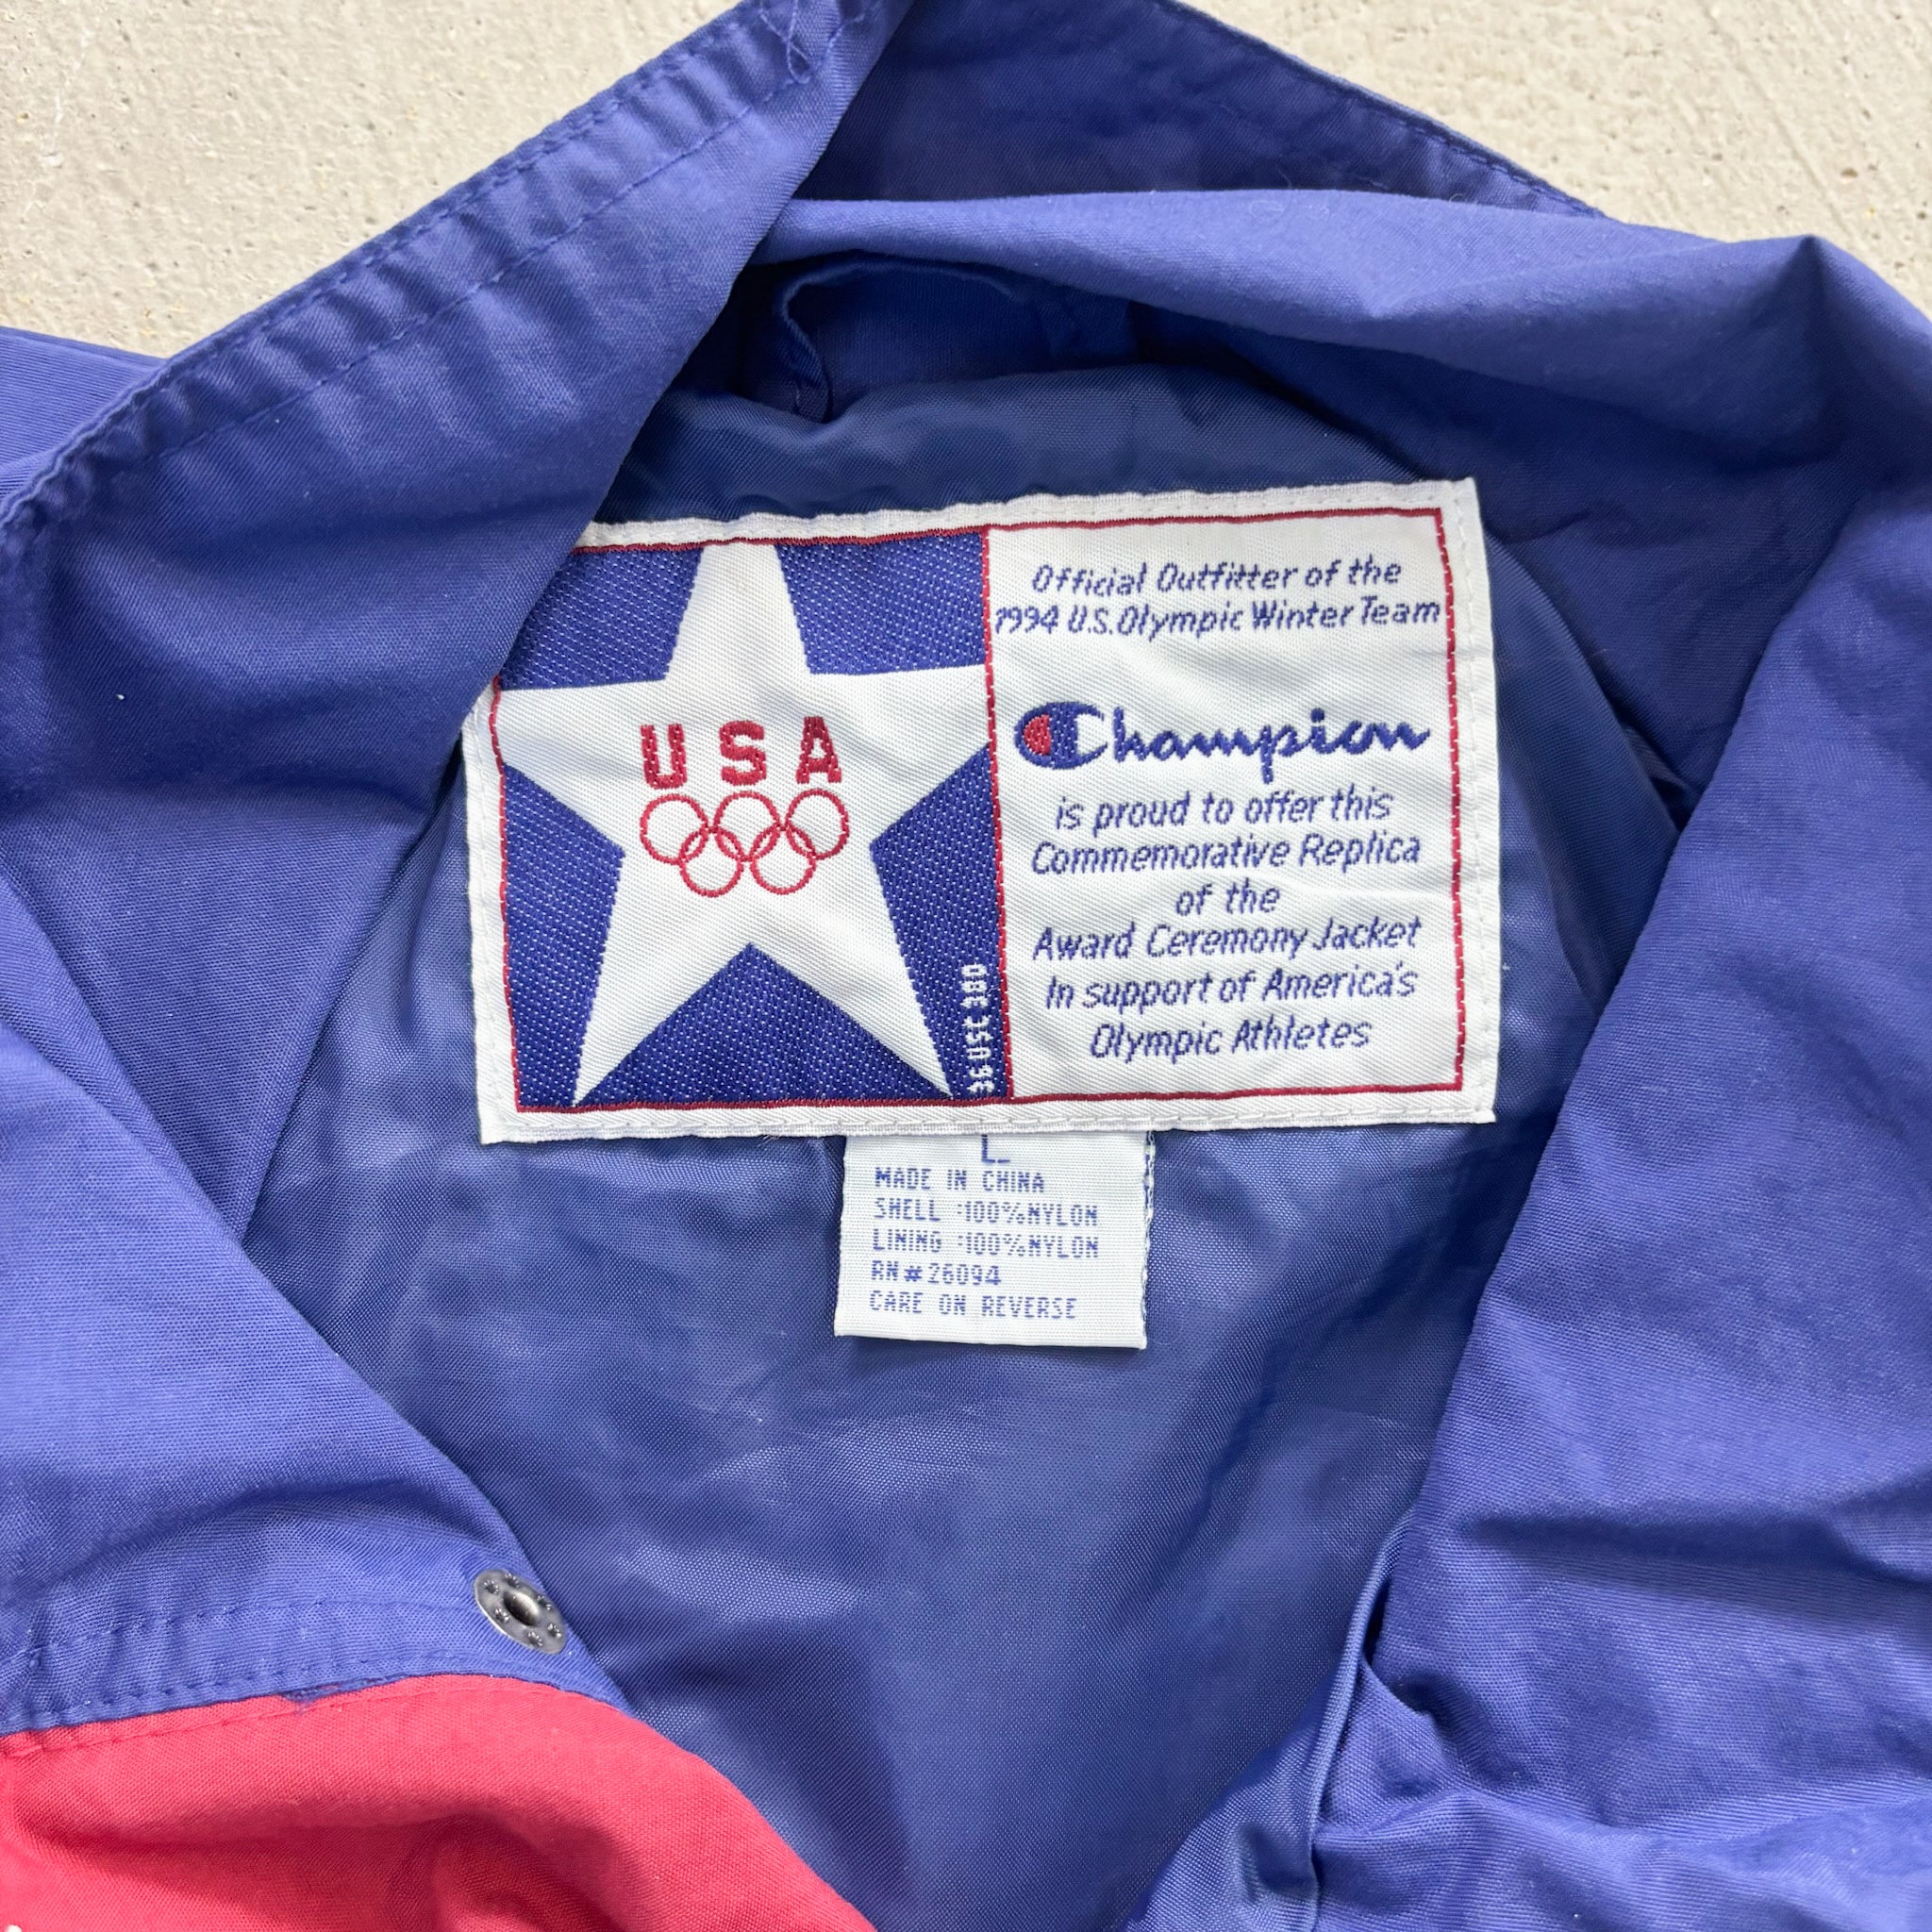 USA
36 USC 380
Official Outfitter of the
1994 U.S. Olympic Winter Team
Champion
is proud to offer this
Commemorative Replica
of the
Award Ceremony Jacket
In support of America's
Olympic Athletes
L
MADE IN CHINA
SHELL :100%NYLON
LINING :100%NYLON
RN#26094
CARE ON REVERSE